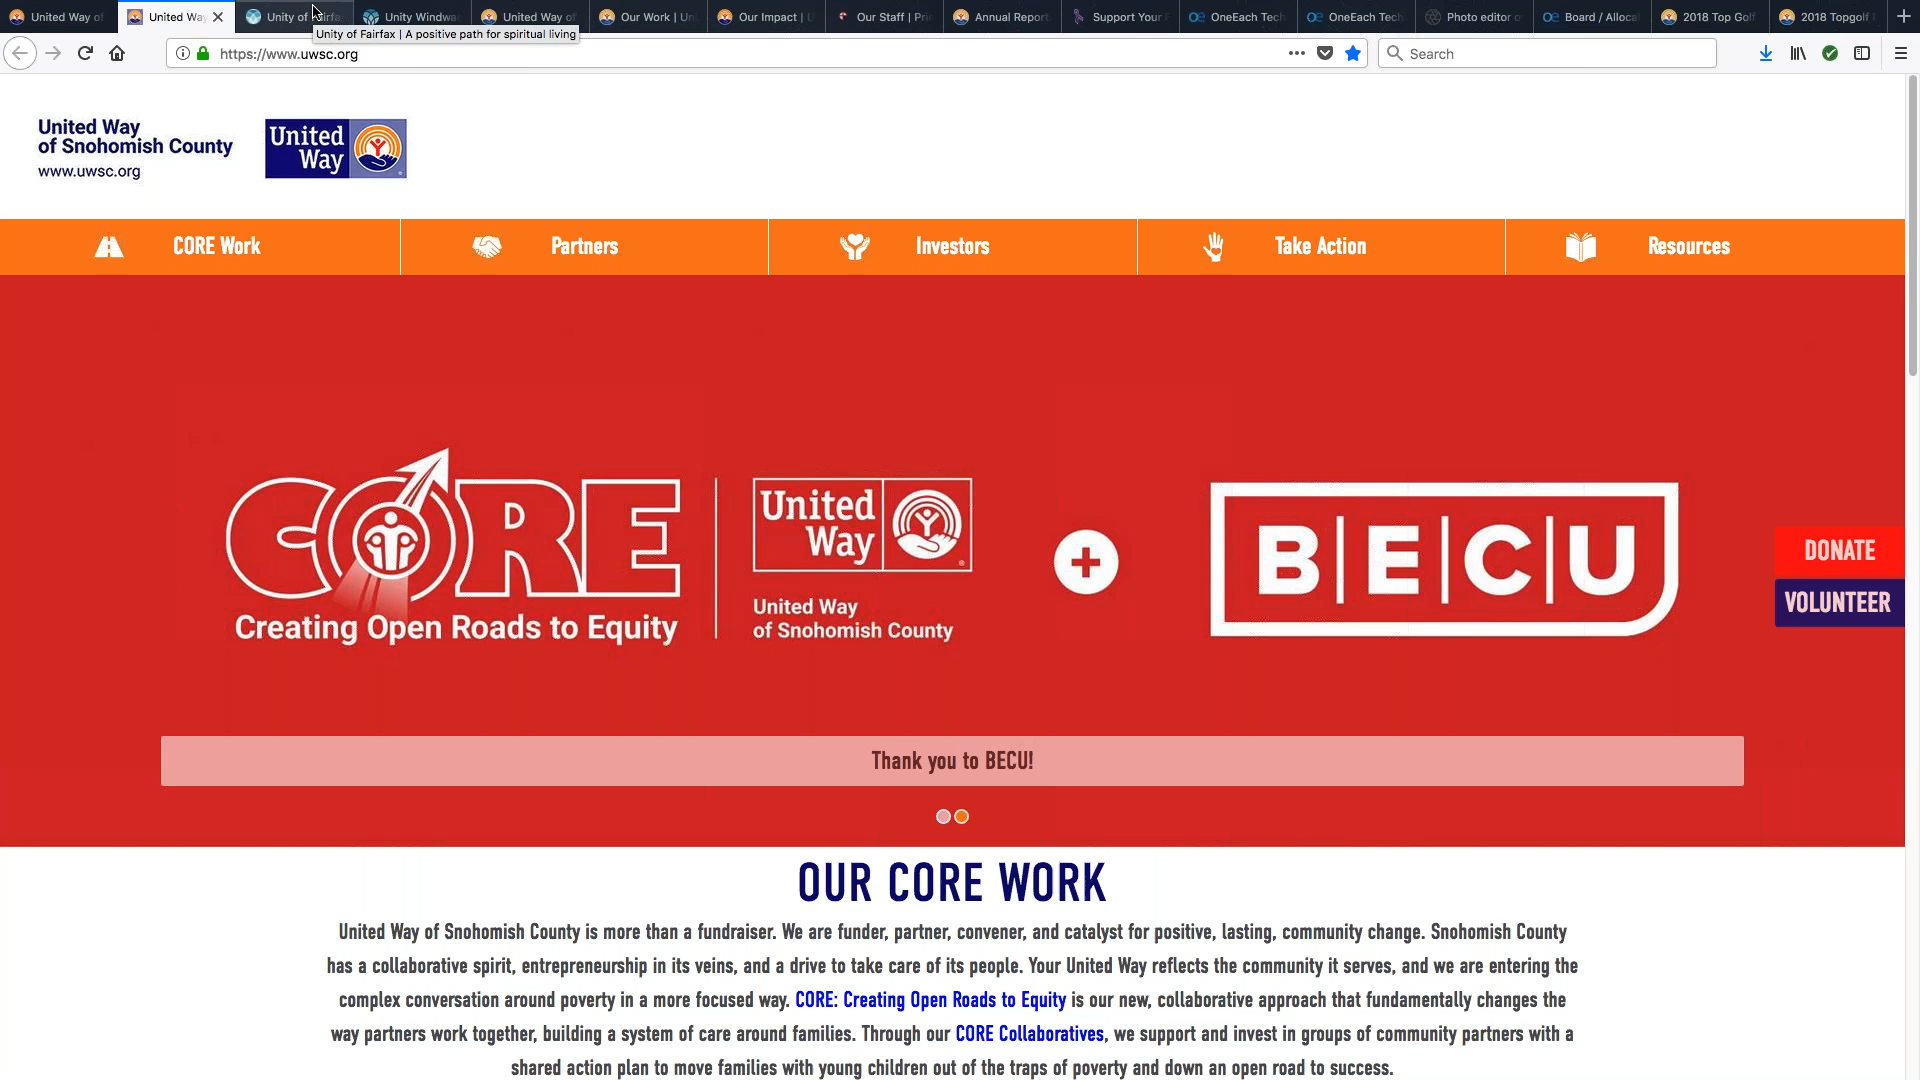 United Way of
United Way
Unity of Fairfa
Unity Windwa
United Way of
Our Work | Un
Our Impact | U
Our Staff | Pri
Annual Report
Support Your
OneEach Tech
OneEach Tech
Photo editor o
Board / Alloca
2018 Top Golf
2018 Topgolf
Unity of Fairfax | A positive path for spiritual living
https://www.uwsc.org
Search
United Way
of Snohomish County
www.uwsc.org
United
Way
CORE Work
Partners
Investors
Take Action
Resources
CORE
Creating Open Roads to Equity
United
Way
United Way
of Snohomish County
B|E|C|U
DONATE
VOLUNTEER
Thank you to BECU!
OUR CORE WORK
United Way of Snohomish County is more than a fundraiser. We are funder, partner, convener, and catalyst for positive, lasting, community change. Snohomish County
has a collaborative spirit, entrepreneurship in its veins, and a drive to take care of its people. Your United Way reflects the community it serves, and we are entering the
complex conversation around poverty in a more focused way. CORE: Creating Open Roads to Equity is our new, collaborative approach that fundamentally changes the
way partners work together, building a system of care around families. Through our CORE Collaboratives, we support and invest in groups of community partners with a
shared action plan to move families with young children out of the traps of poverty and down an open road to success.